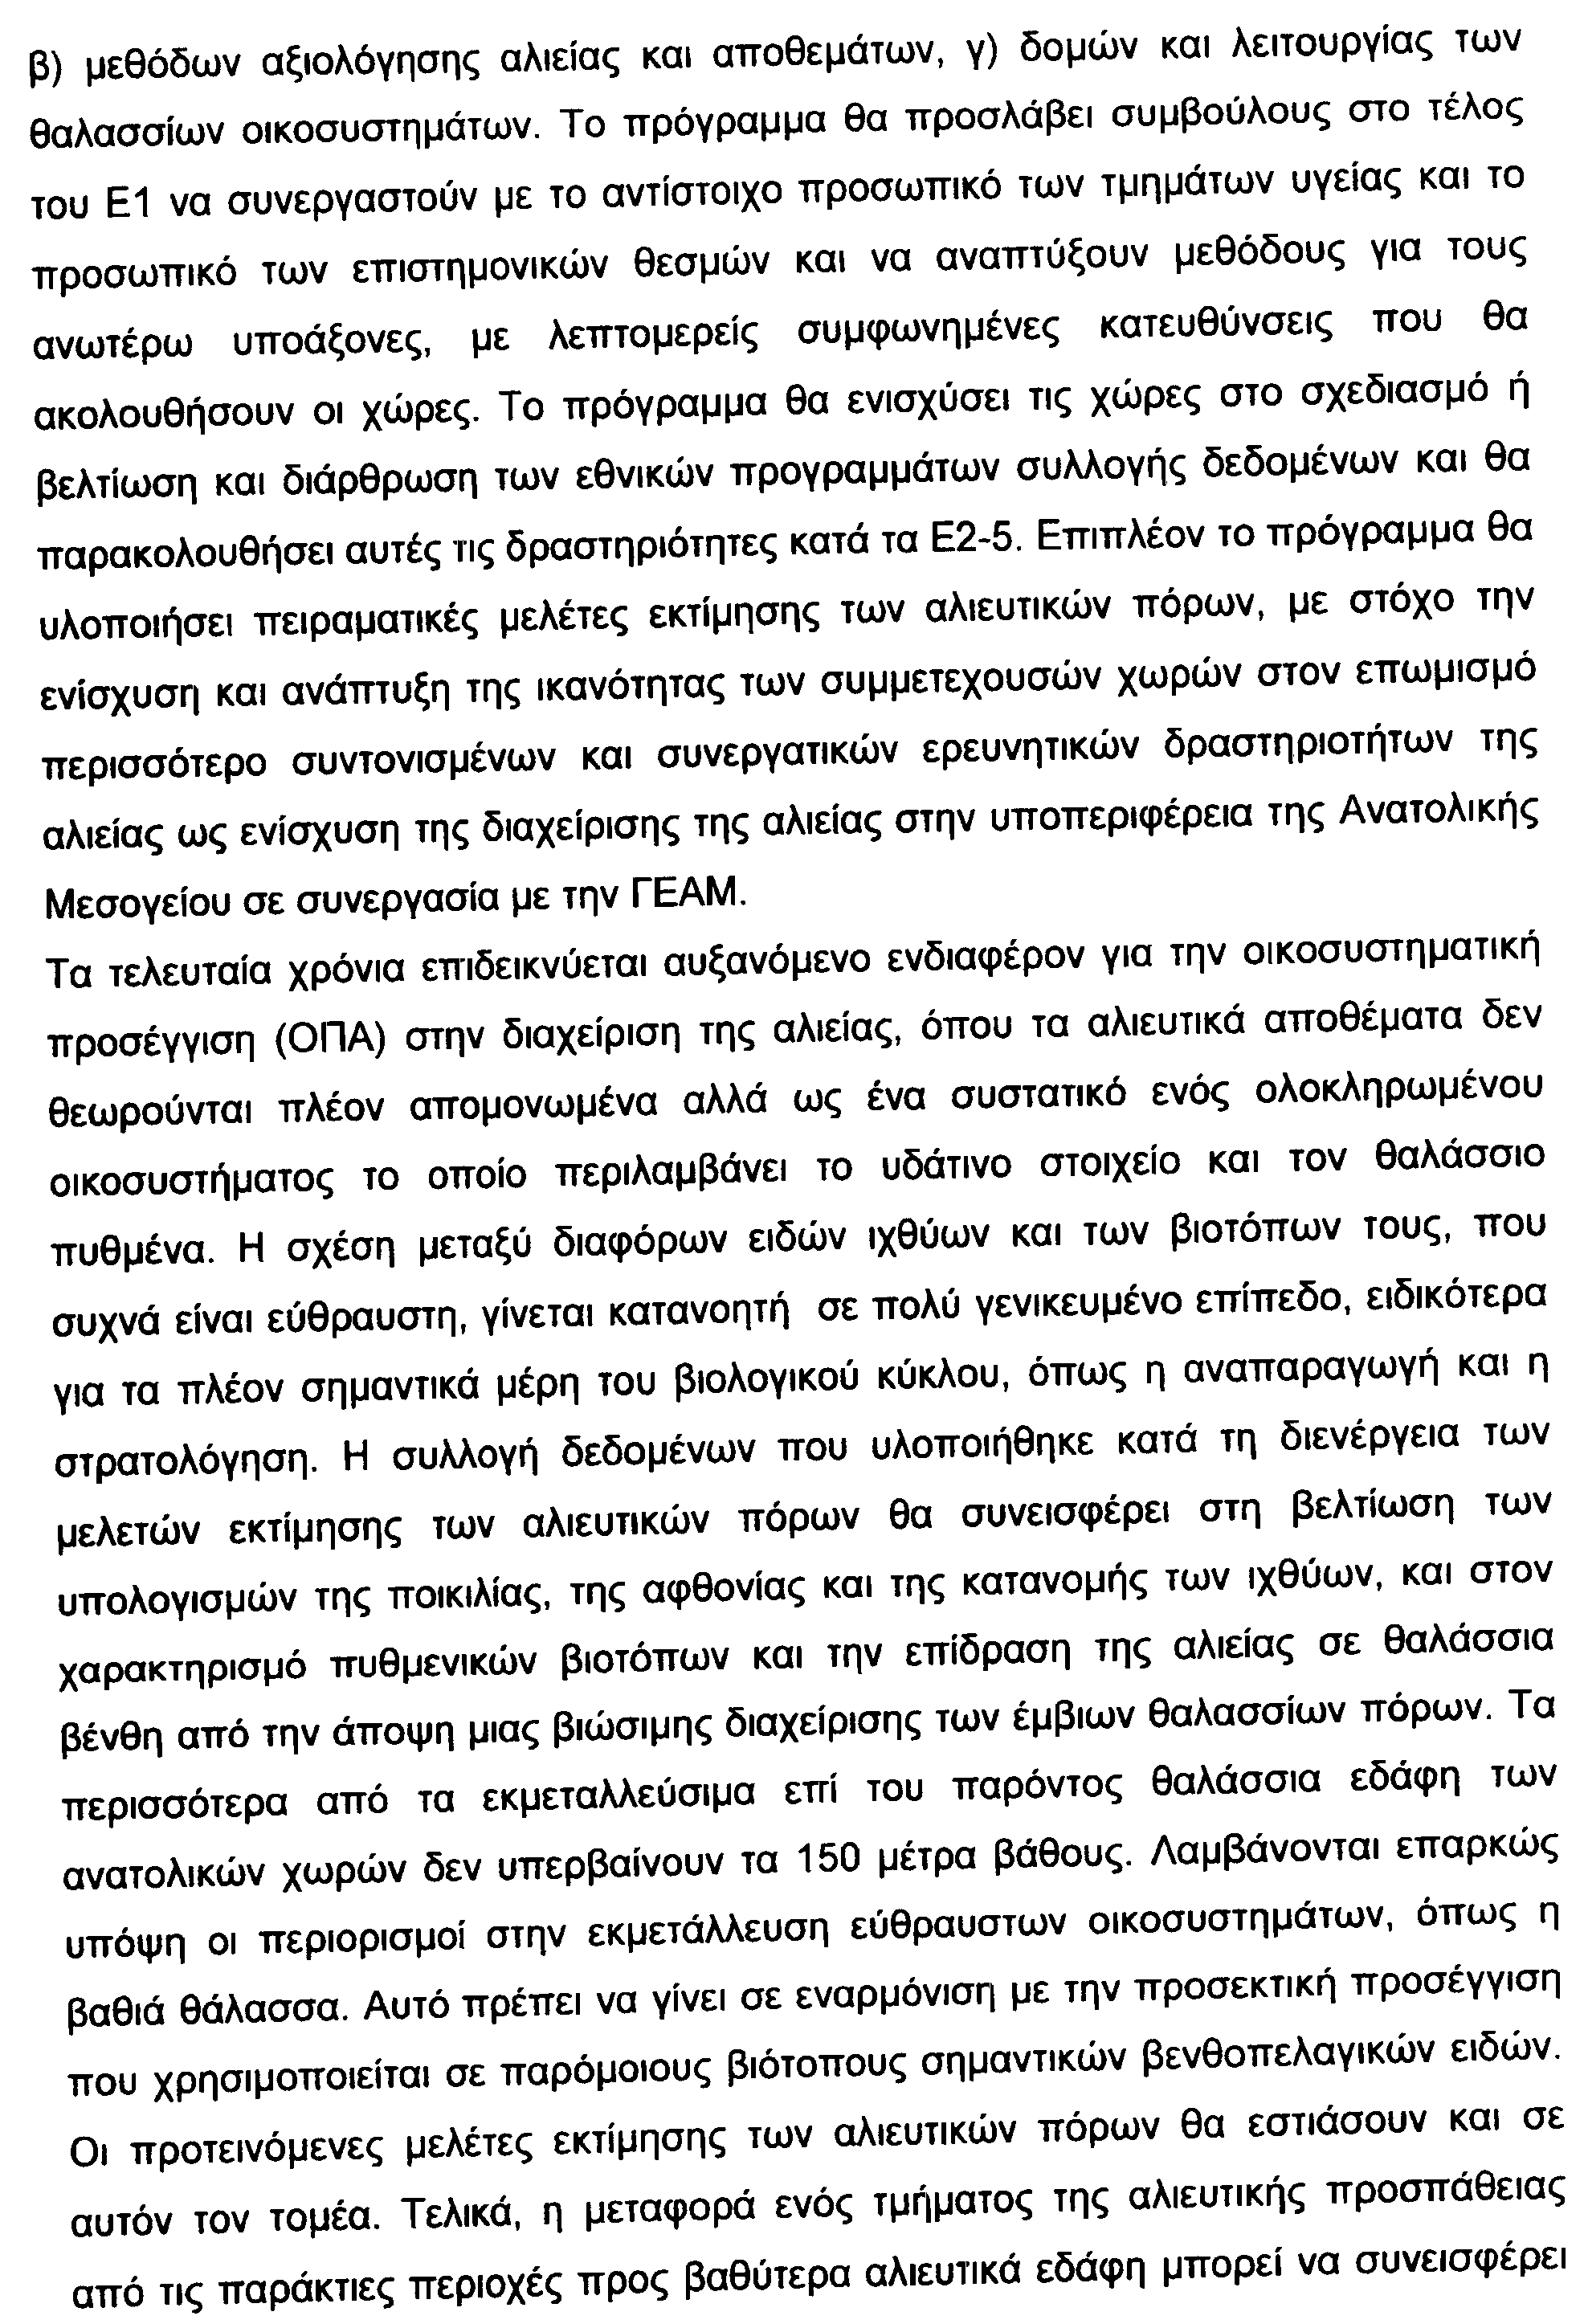 β) μεθόδων αξιολόγησης αλιείας και αποθεμάτων, γ) δομών και λειτουργίας των
θαλασσίων οικοσυστημάτων. Το πρόγραμμα θα προσλάβει συμβούλους στο τέλος
του Ε1 να συνεργαστούν με το αντίστοιχο προσωπικό των τμημάτων υγείας και το
προσωπικό των επιστημονικών θεσμών και να αναπτύξουν μεθόδους για τους
ανωτέρω υποάξονες, με λεπτομερείς συμφωνημένες κατευθύνσεις που θα
ακολουθήσουν οι χώρες. Το πρόγραμμα θα ενισχύσει τις χώρες στο σχεδιασμό ή
βελτίωση και διάρθρωση των εθνικών προγραμμάτων συλλογής δεδομένων και θα
παρακολουθήσει αυτές τις δραστηριότητες κατά τα Ε2-5. Επιπλέον το πρόγραμμα θα
υλοποιήσει πειραματικές μελέτες εκτίμησης των αλιευτικών πόρων, με στόχο την
ενίσχυση και ανάπτυξη της ικανότητας των συμμετεχουσών χωρών στον επωμισμό
περισσότερο συντονισμένων και συνεργατικών ερευνητικών δραστηριοτήτων της
αλιείας ως ενίσχυση της διαχείρισης της αλιείας στην υποπεριφέρεια της Ανατολικής
Μεσογείου σε συνεργασία με την ΓΕΑΜ.
Τα τελευταία χρόνια επιδεικνύεται αυξανόμενο ενδιαφέρον για την οικοσυστηματική
προσέγγιση (ΟΠΑ) στην διαχείριση της αλιείας, όπου τα αλιευτικά αποθέματα δεν
θεωρούνται πλέον απομονωμένα αλλά ως ένα συστατικό ενός ολοκληρωμένου
οικοσυστήματος το οποίο περιλαμβάνει το υδάτινο στοιχείο και τον θαλάσσιο
πυθμένα. Η σχέση μεταξύ διαφόρων ειδών ιχθύων και των βιοτόπων τους, που
συχνά είναι εύθραυστη, γίνεται κατανοητή σε πολύ γενικευμένο επίπεδο, ειδικότερα
για τα πλέον σημαντικά μέρη του βιολογικού κύκλου, όπως η αναπαραγωγή και η
στρατολόγηση. Η συλλογή δεδομένων που υλοποιήθηκε κατά τη διενέργεια των
μελετών εκτίμησης των αλιευτικών πόρων θα συνεισφέρει στη βελτίωση των
υπολογισμών της ποικιλίας, της αφθονίας και της κατανομής των ιχθύων, και στον
χαρακτηρισμό πυθμενικών βιοτόπων και την επίδραση της αλιείας σε θαλάσσια
βένθη από την άποψη μιας βιώσιμης διαχείρισης των έμβιων θαλασσίων πόρων. Τα
περισσότερα από τα εκμεταλλεύσιμα επί του παρόντος θαλάσσια εδάφη των
ανατολικών χωρών δεν υπερβαίνουν τα 150 μέτρα βάθους. Λαμβάνονται επαρκώς
υπόψη οι περιορισμοί στην εκμετάλλευση εύθραυστων οικοσυστημάτων, όπως η
βαθιά θάλασσα. Αυτό πρέπει να γίνει σε εναρμόνιση με την προσεκτική προσέγγιση
που χρησιμοποιείται σε παρόμοιους βιότοπους σημαντικών βενθοπελαγικών ειδών.
Οι προτεινόμενες μελέτες εκτίμησης των αλιευτικών πόρων θα εστιάσουν και σε
αυτόν τον τομέα. Τελικά, η μεταφορά ενός τμήματος της αλιευτικής προσπάθειας
από τις παράκτιες περιοχές προς βαθύτερα αλιευτικά εδάφη μπορεί να συνεισφέρει